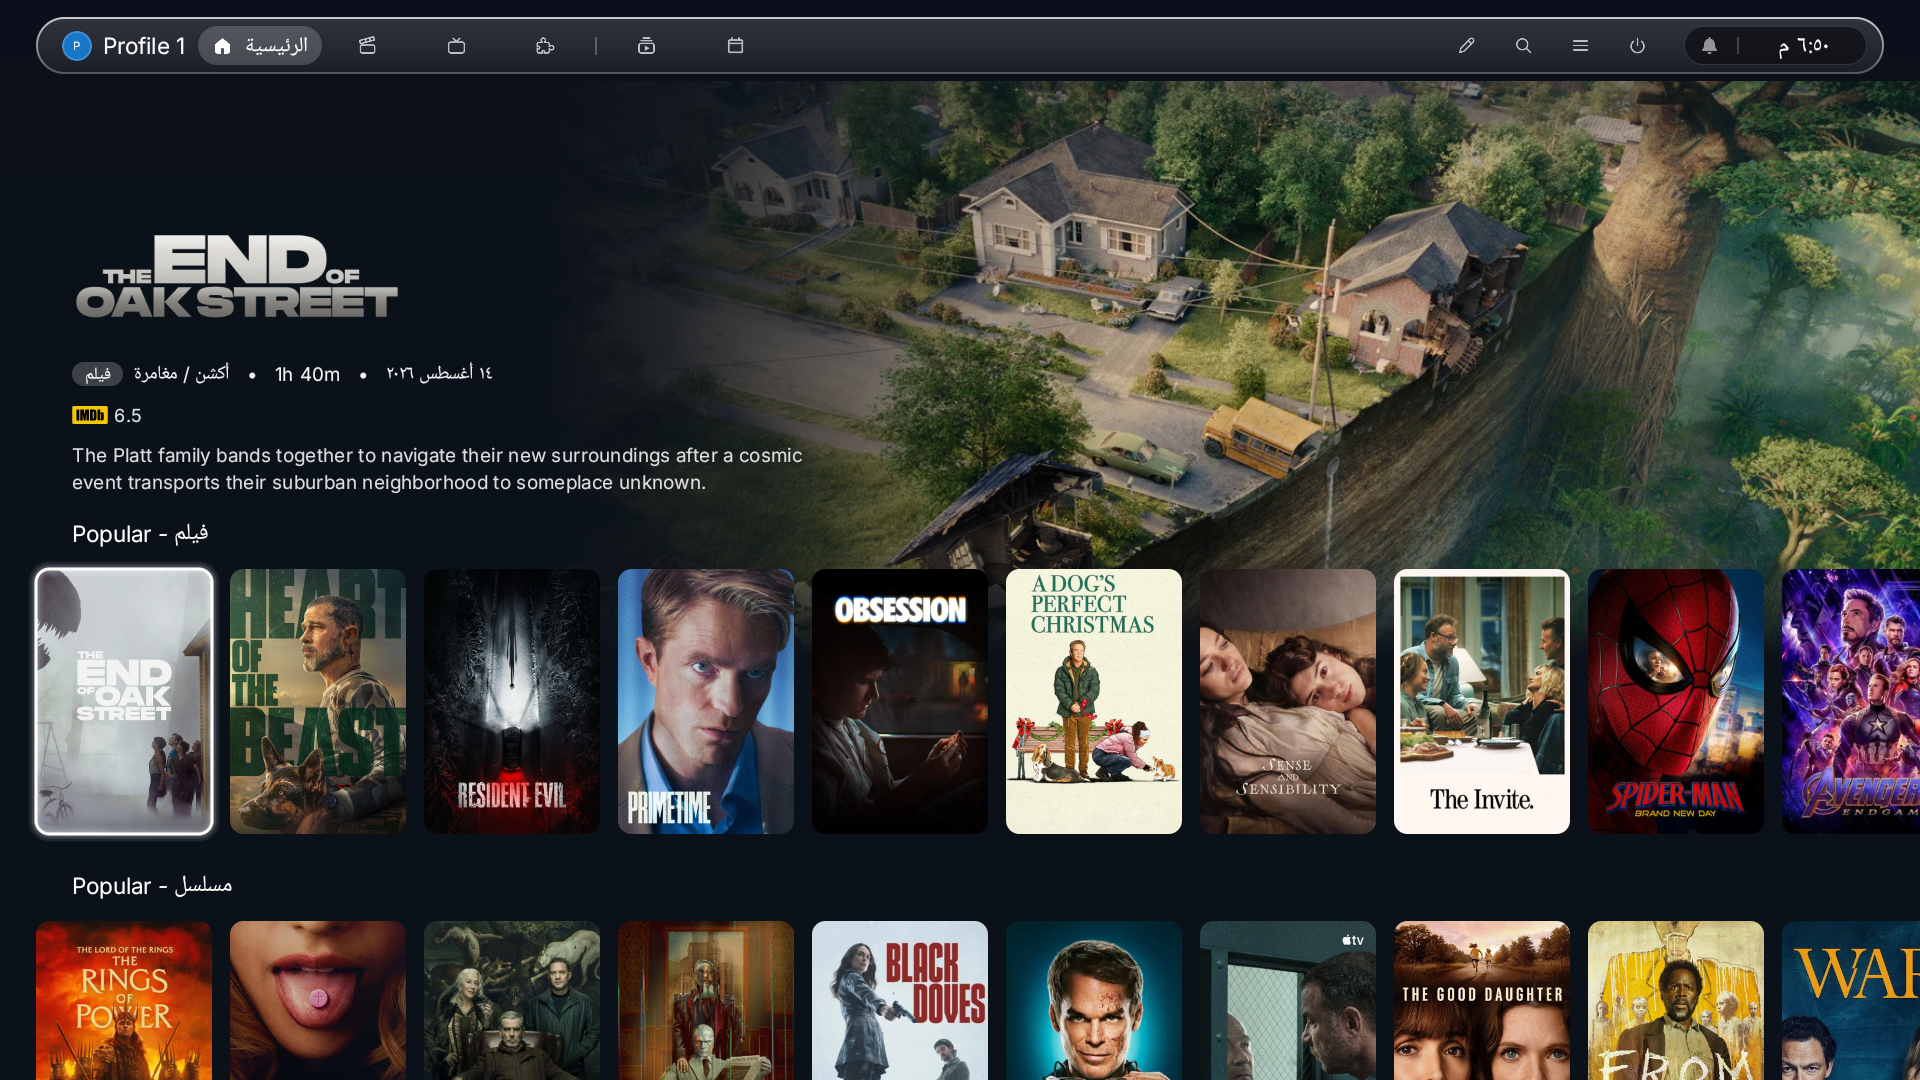 P Profile 1 الرئيسية ٦:٥٠ م
THE END OF
OAK STREET
فيلم أكشن / مغامرة • 1h 40m • ١٤ أغسطس ٢٠٢٦
IMDb 6.5
The Platt family bands together to navigate their new surroundings after a cosmic
event transports their suburban neighborhood to someplace unknown.
Popular - فيلم
THE
END
OF OAK
STREET
HEART
OF
THE
BEAST
RESIDENT EVIL
PRIMETIME
OBSESSION
A DOG'S
PERFECT
CHRISTMAS
SENSE
AND
SENSIBILITY
The Invite.
SPIDER-MAN
BRAND NEW DAY
AVENGER
ENDGAM
Popular - مسلسل
THE LORD OF THE RINGS
THE
RINGS
OF
POWER
BLACK
DOVES
tv
THE GOOD DAUGHTER
FROM
WAR